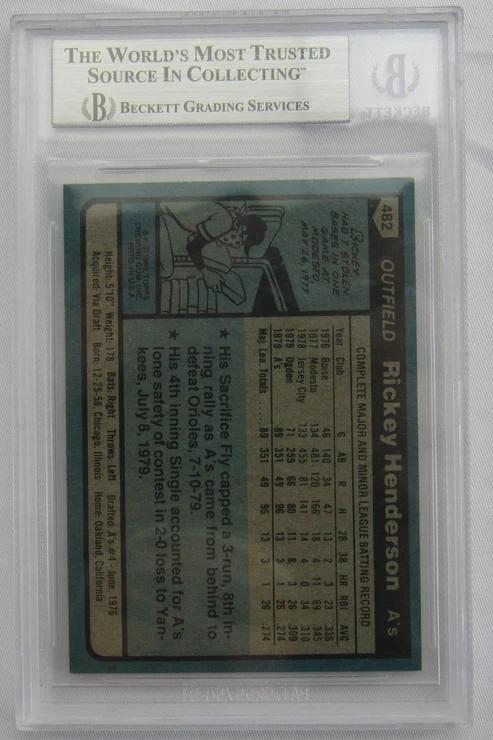 THE WORLD'S MOST TRUSTED
SOURCE IN COLLECTING™
B BECKETT GRADING SERVICES
B
BECKETT
482 OUTFIELD Rickey Henderson A's
RICKEY
HAD 7 STOLEN
BASES IN ONE
GAME AT
MODESTO,
MAY 26, 1977
COMPLETE MAJOR AND MINOR LEAGUE BATTING RECORD
Year Club G AB R H 2B 3B HR RBI AVG
1976 Boise 46 140 34 47 13 2 3 23 .336
1977 Modesto 134 481 120 166 18 4 11 69 .345
1978 Jersey City 133 455 81 141 14 4 0 34 .310
1979 Ogden 71 259 66 80 11 8 3 26 .309
1979 A's 89 351 49 96 13 3 1 26 .274
Maj. Lea. Totals 89 351 49 96 13 3 1 26 .274
★ His Sacrifice Fly capped a 3-run, 8th in-
ning rally as A's came from behind to
defeat Orioles, 7-10-79.
★ His 4th inning Single accounted for A's
lone safety of contest in 2-0 loss to Yan-
kees, July 8, 1979.
TOPPS
CHEWING GUM, INC.
PRTD. IN U.S.A.
Height: 5'10" Weight: 178 Bats: Right Throws: Left Drafted: A's #4 - June, 1976
Acquired: Via Draft Born: 12-25-58, Chicago, Illinois Home: Oakland, California